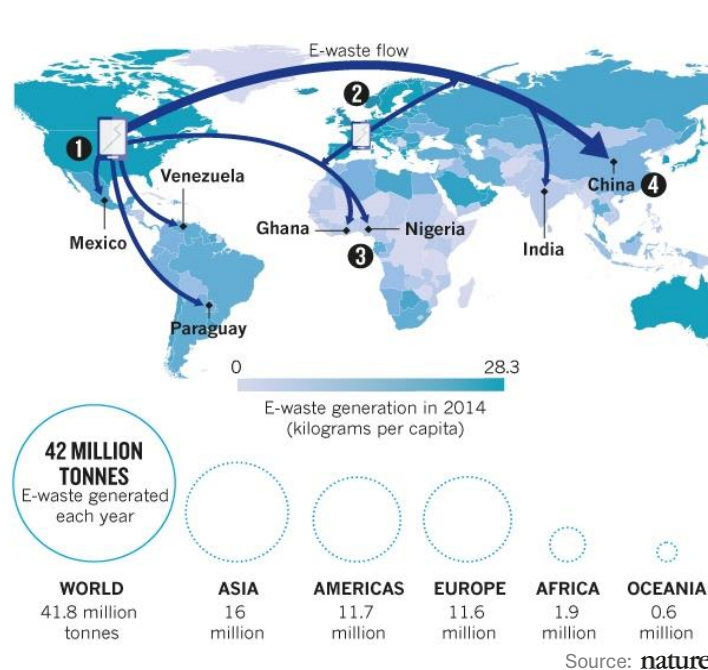 E-waste flow
2
1
Venezuela
China 4
Mexico
Ghana
Nigeria
India
3
Paraguay
0
28.3
E-waste generation in 2014
(kilograms per capita)
42 MILLION
TONNES
E-waste generated
each year
WORLD
41.8 million
tonnes
ASIA
16
million
AMERICAS
11.7
million
EUROPE
11.6
million
AFRICA
1.9
million
OCEANIA
0.6
million
Source: nature